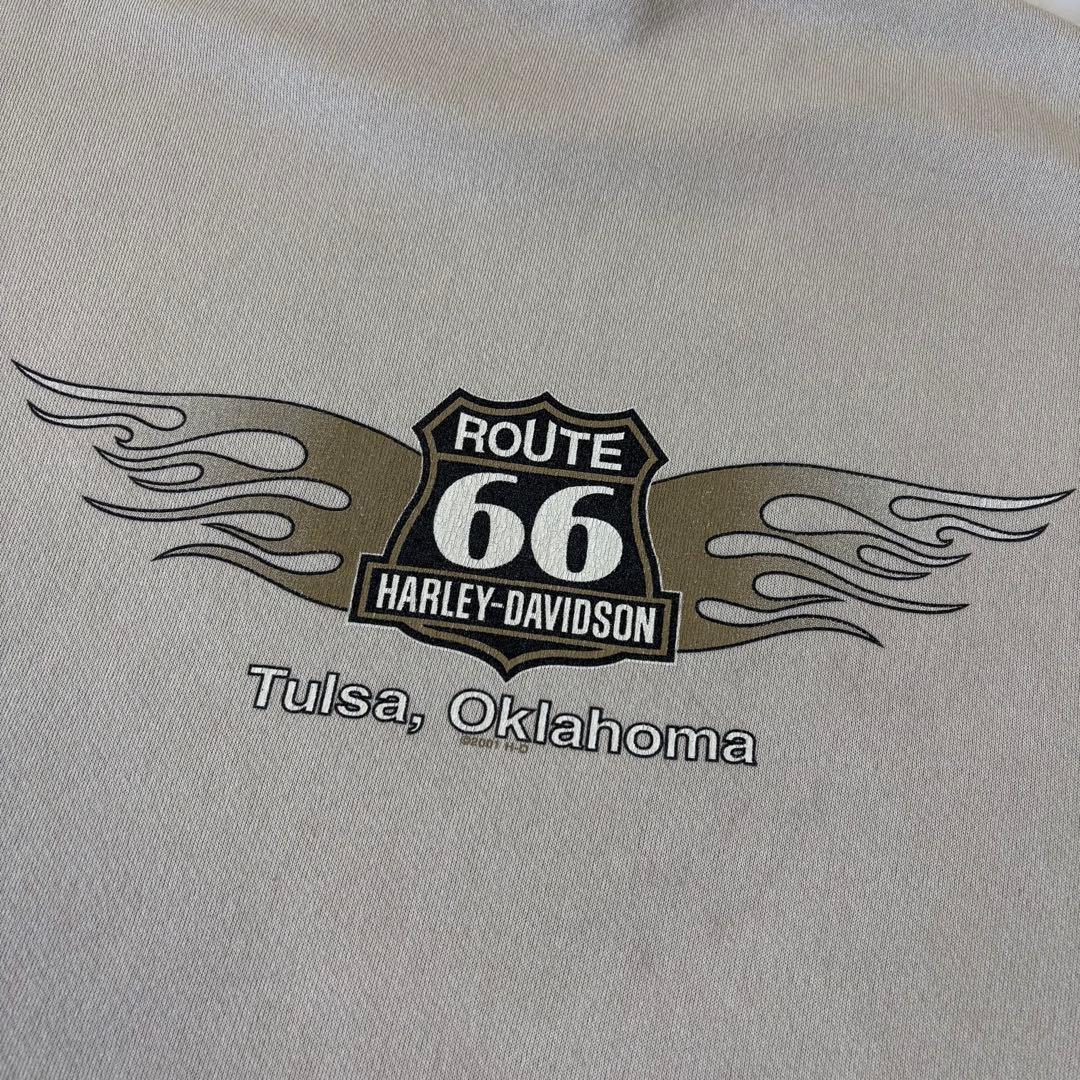 ROUTE
66
HARLEY-DAVIDSON
Tulsa, Oklahoma
©2001 H-D